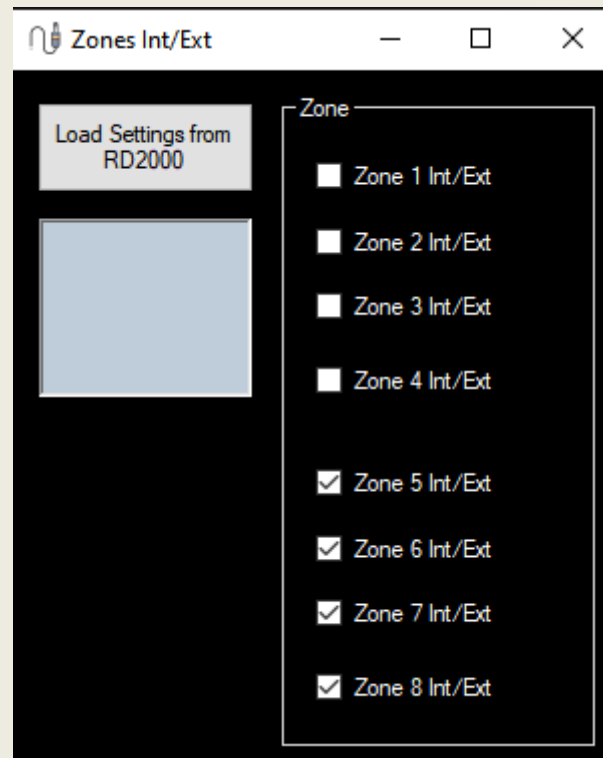 Zones Int/Ext
Load Settings from
RD2000
Zone
Zone 1 Int/Ext
Zone 2 Int/Ext
Zone 3 Int/Ext
Zone 4 Int/Ext
Zone 5 Int/Ext
Zone 6 Int/Ext
Zone 7 Int/Ext
Zone 8 Int/Ext